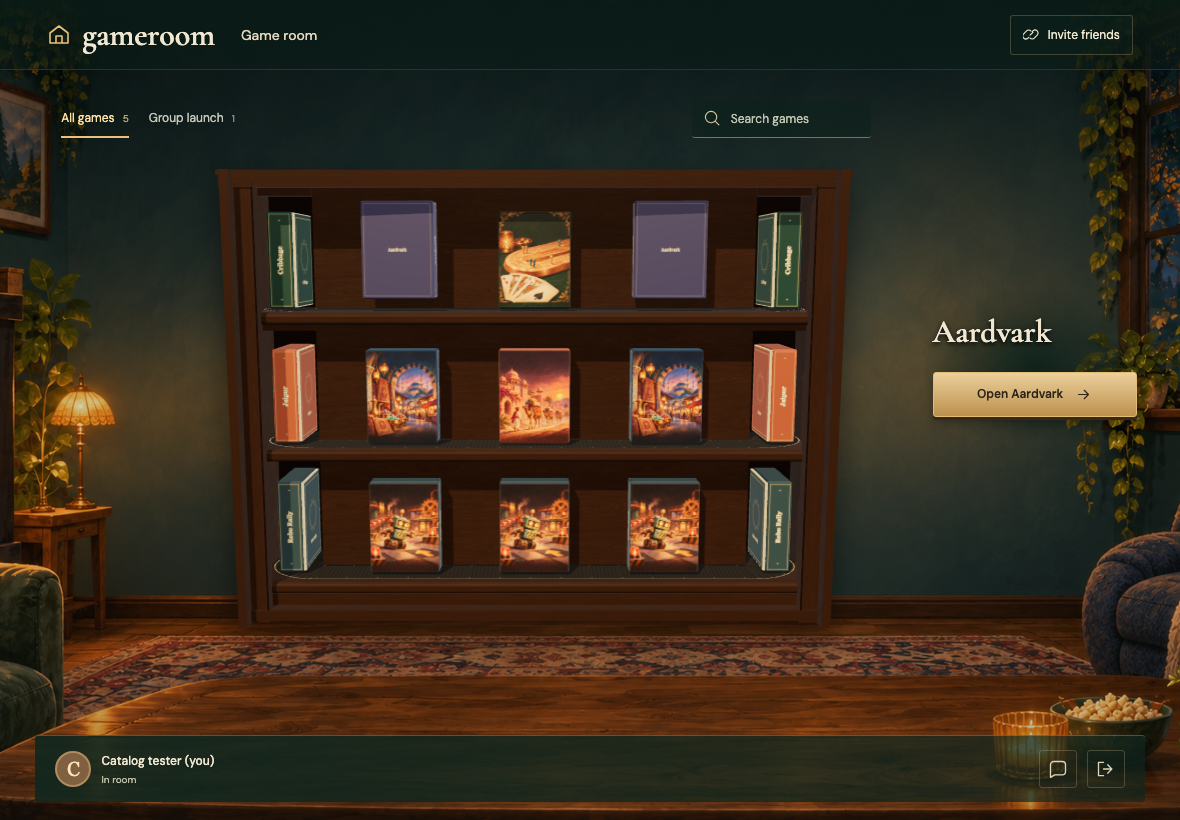 gameroom
Game room
Invite friends
All games 5
Group launch 1
Search games
Cribbage
Aardvark
Aardvark
Cribbage
Aardvark
Open Aardvark
Jaipur
Jaipur
Robo Rally
Robo Rally
C
Catalog tester (you)
In room